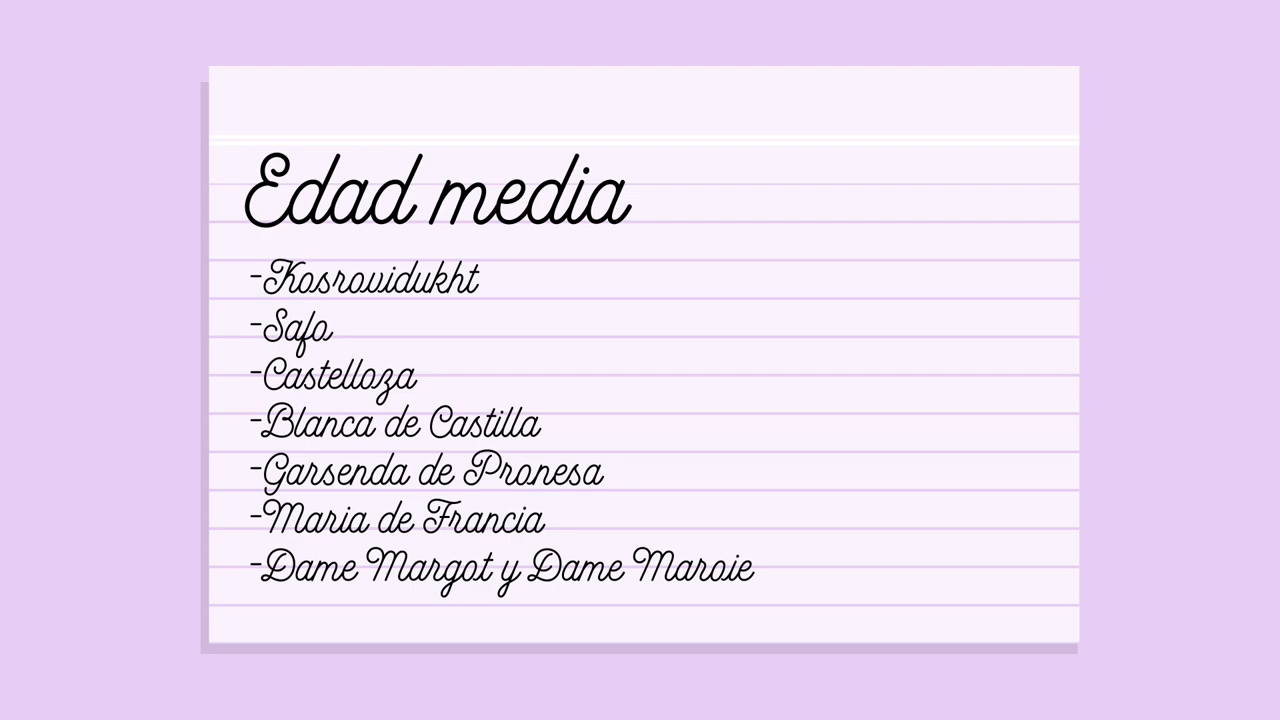 Edad media
-Kosrovidukht
-Safo
-Castelloza
-Blanca de Castilla
-Garsenda de Pronesa
-Maria de Francia
-Dame Margot y Dame Maroie